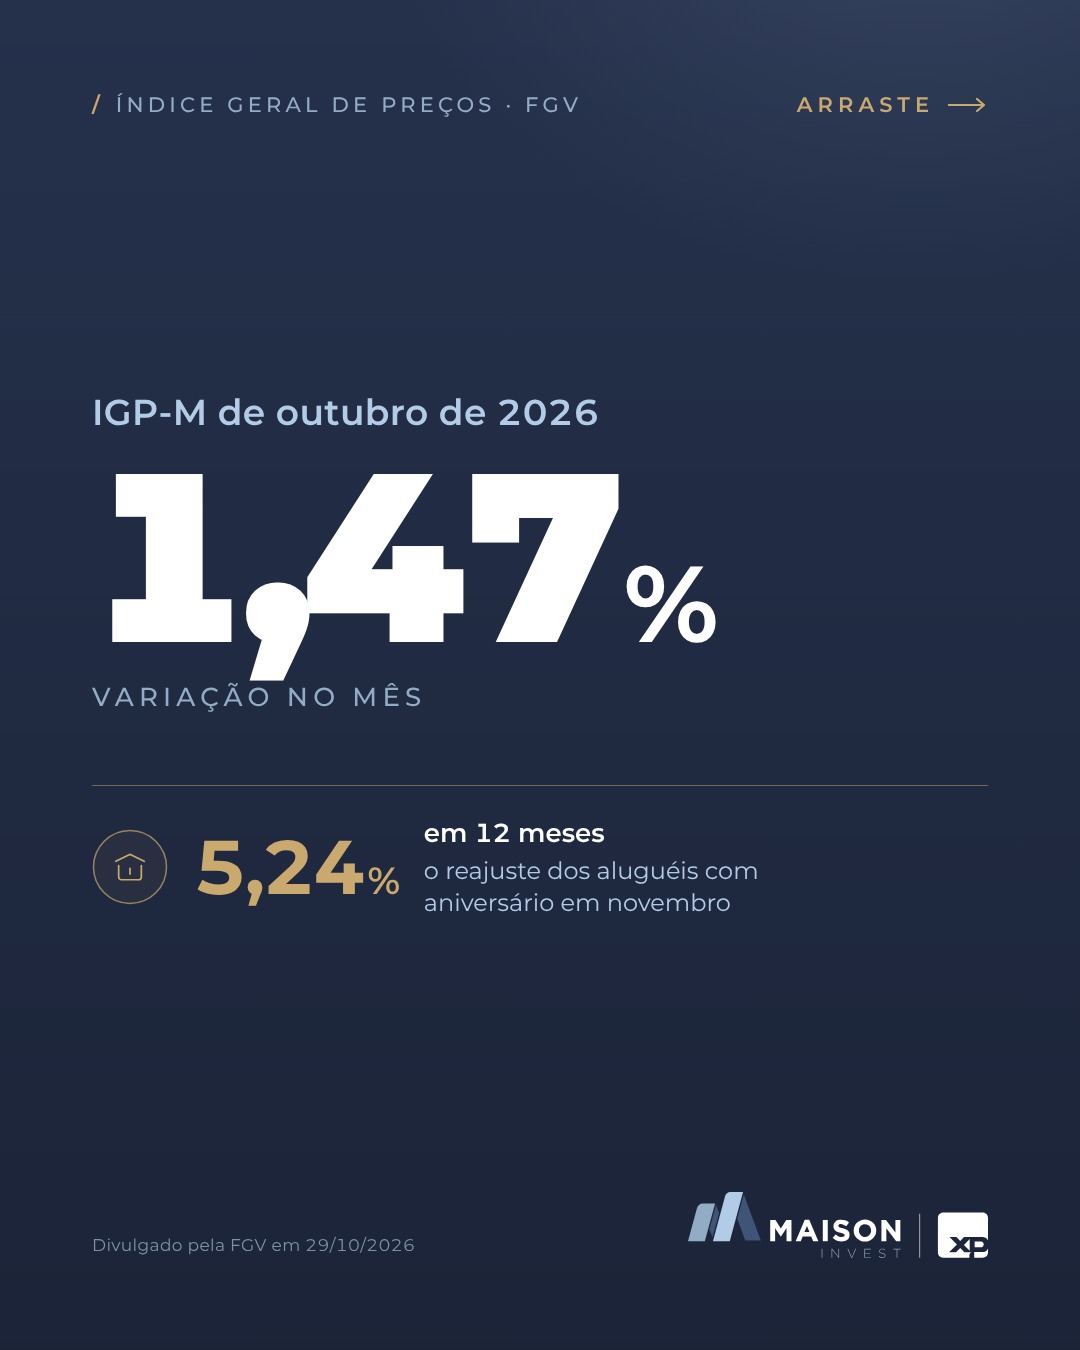 / ÍNDICE GERAL DE PREÇOS · FGV
ARRASTE
IGP-M de outubro de 2026
1,47%
VARIAÇÃO NO MÊS
5,24%
em 12 meses
o reajuste dos aluguéis com
aniversário em novembro
Divulgado pela FGV em 29/10/2026
MAISON
INVEST
xp